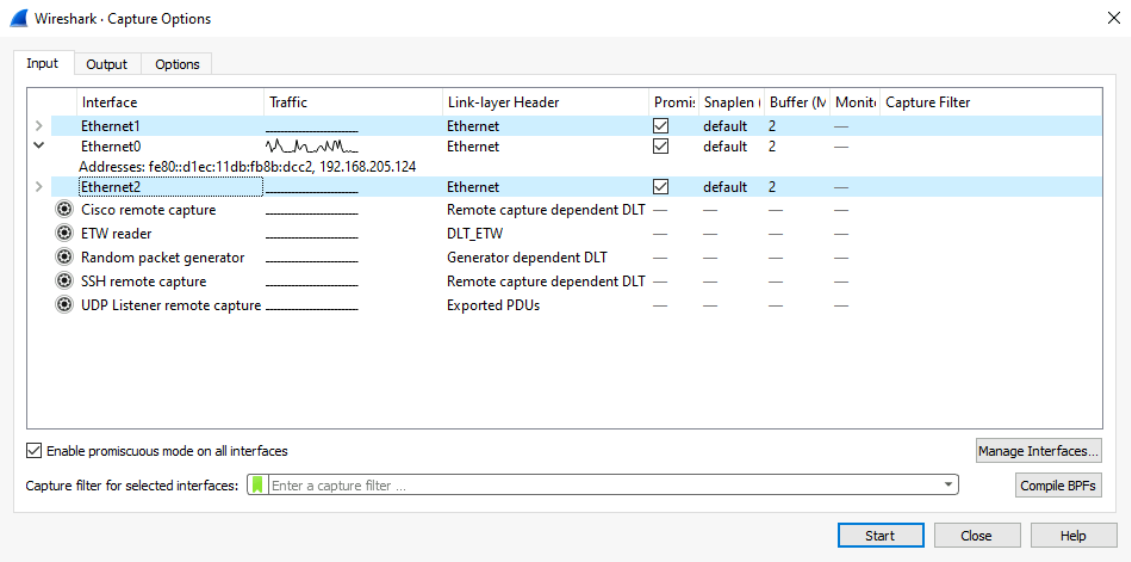 Wireshark · Capture Options
Input Output Options
Interface Traffic Link-layer Header Promi: Snaplen ( Buffer (M Monit Capture Filter
Ethernet1 Ethernet default 2 —
Ethernet0 Ethernet default 2 —
Addresses: fe80::d1ec:11db:fb8b:dcc2, 192.168.205.124
Ethernet2 Ethernet default 2 —
Cisco remote capture Remote capture dependent DLT — — — —
ETW reader DLT_ETW — — — —
Random packet generator Generator dependent DLT — — — —
SSH remote capture Remote capture dependent DLT — — — —
UDP Listener remote capture Exported PDUs — — — —
Enable promiscuous mode on all interfaces
Manage Interfaces...
Capture filter for selected interfaces: Enter a capture filter ...
Compile BPFs
Start Close Help